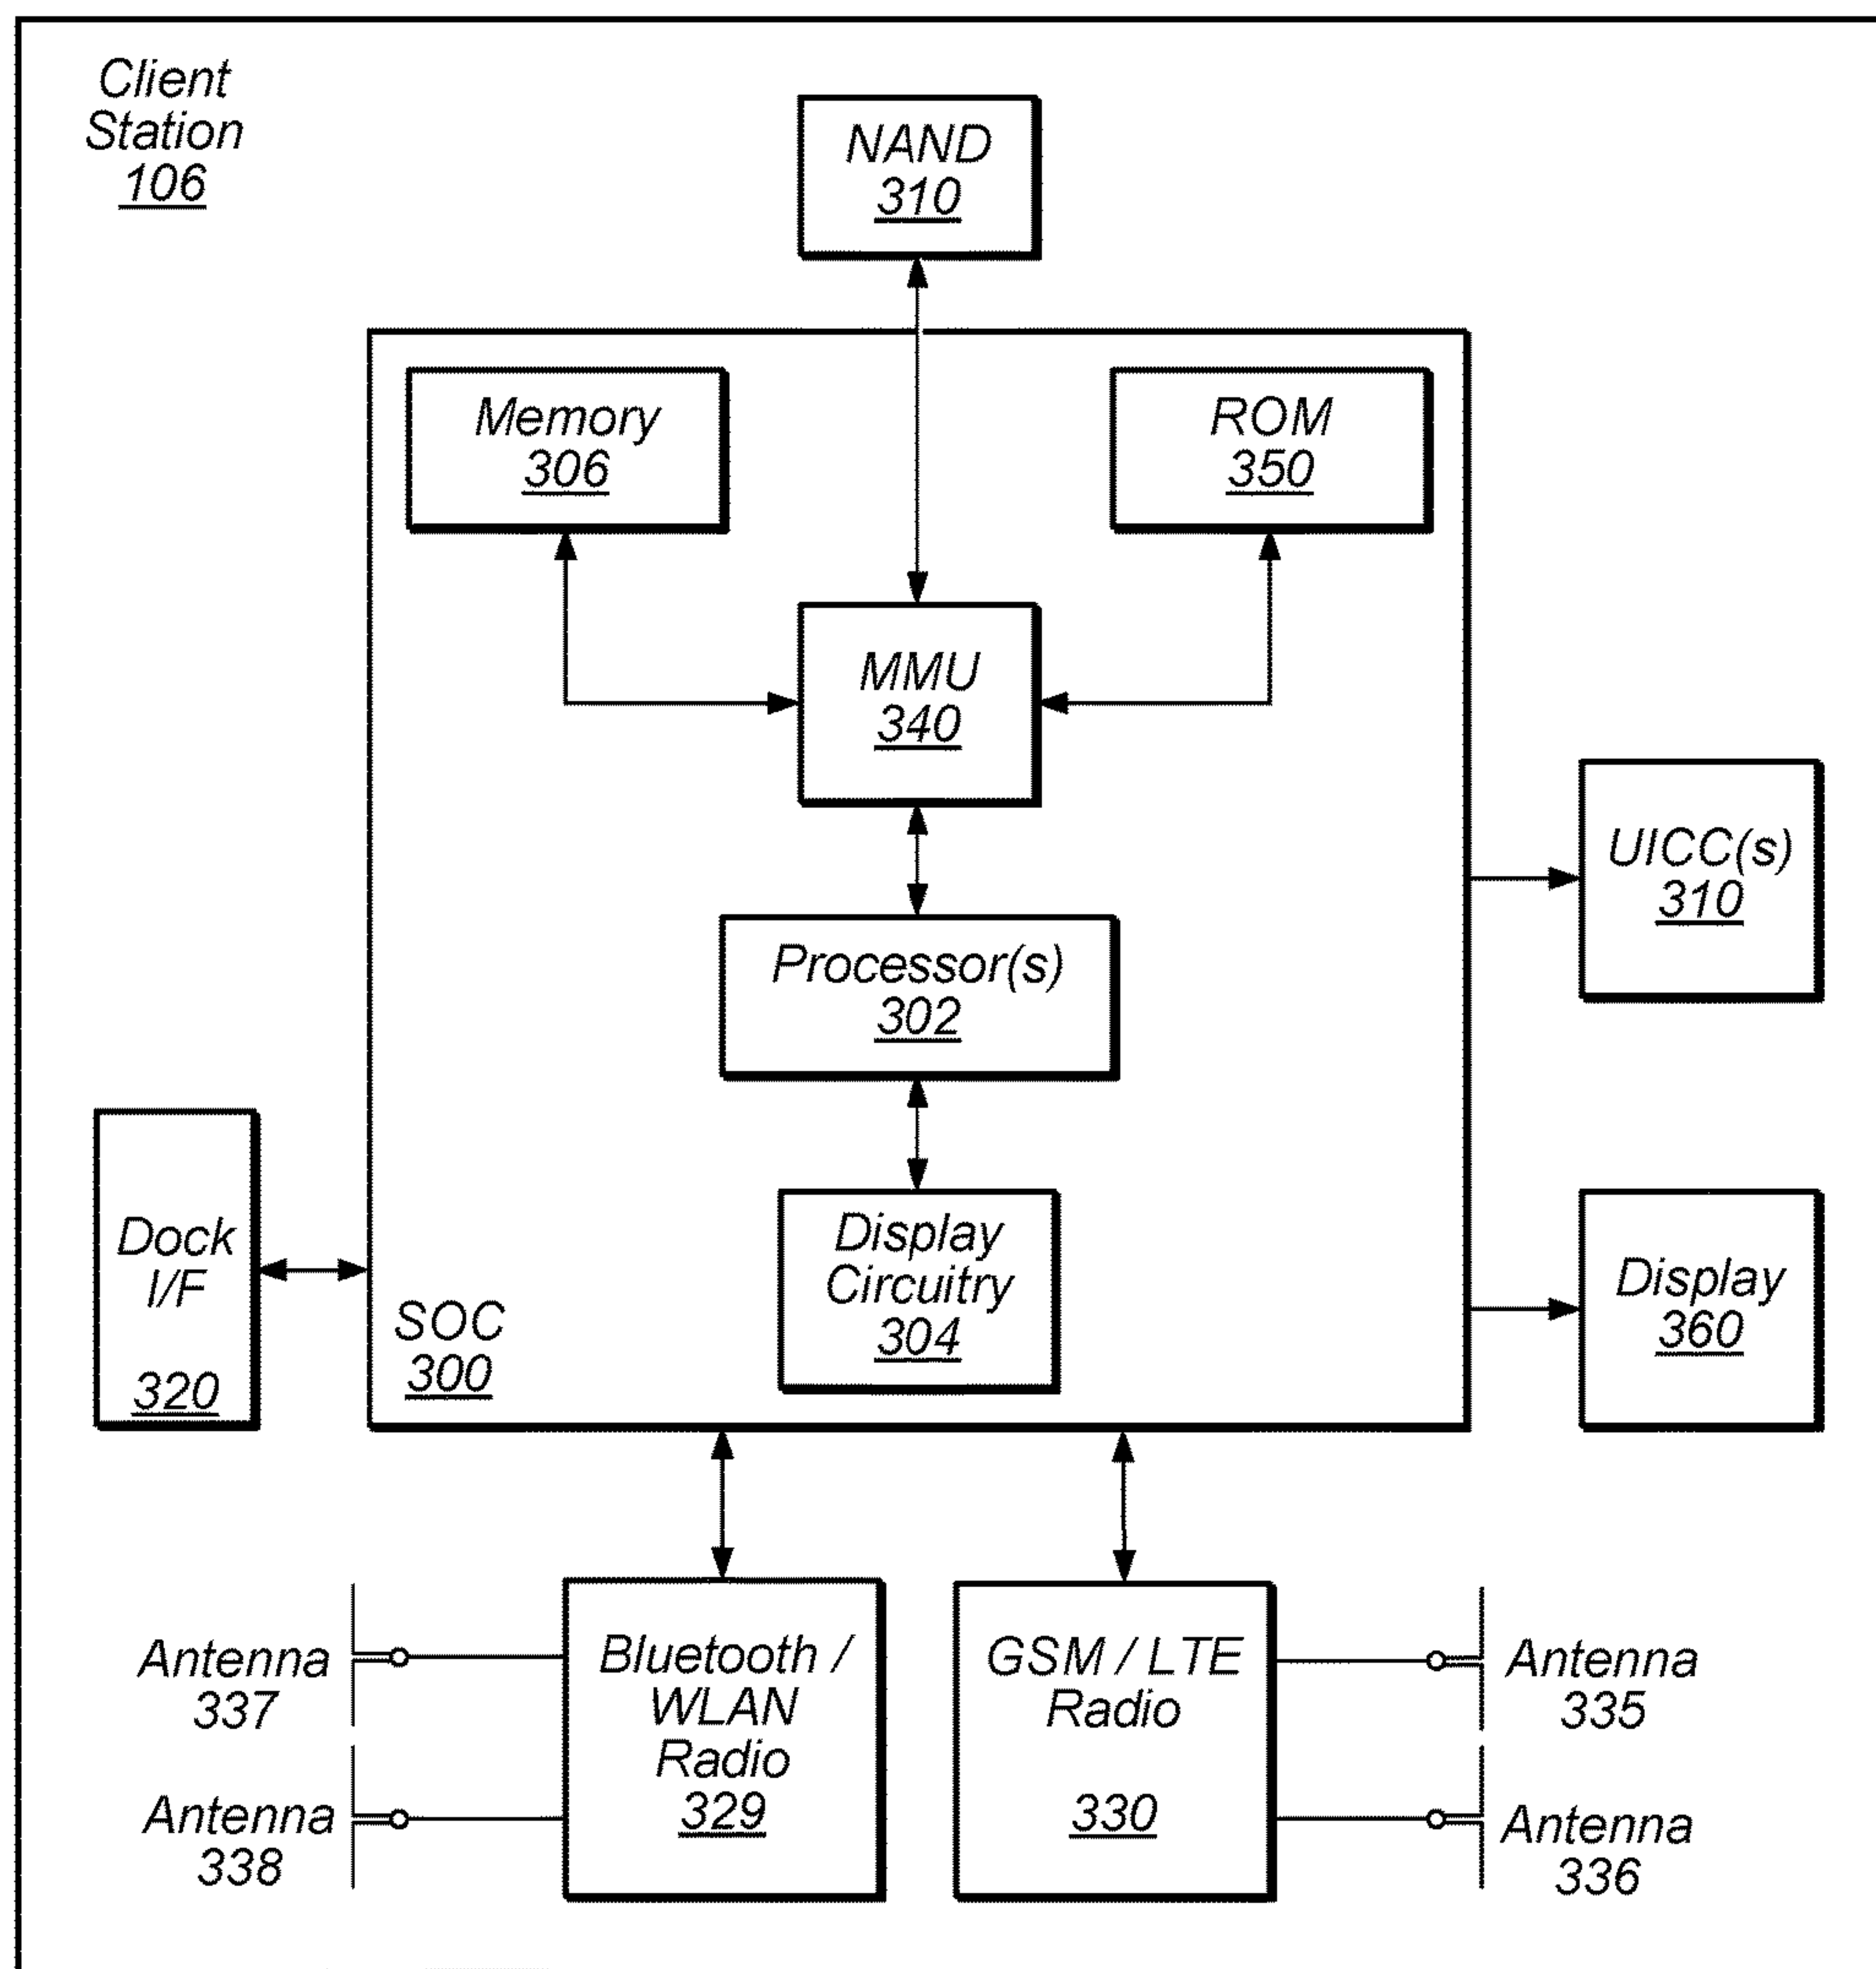 Client
Station
106
NAND
310
Memory
306
ROM
350
MMU
340
UICC(s)
310
Processor(s)
302
Dock
I/F
320
Display
Circuitry
304
SOC
300
Display
360
Antenna
337
Antenna
338
Bluetooth /
WLAN
Radio
329
GSM / LTE
Radio
330
Antenna
335
Antenna
336